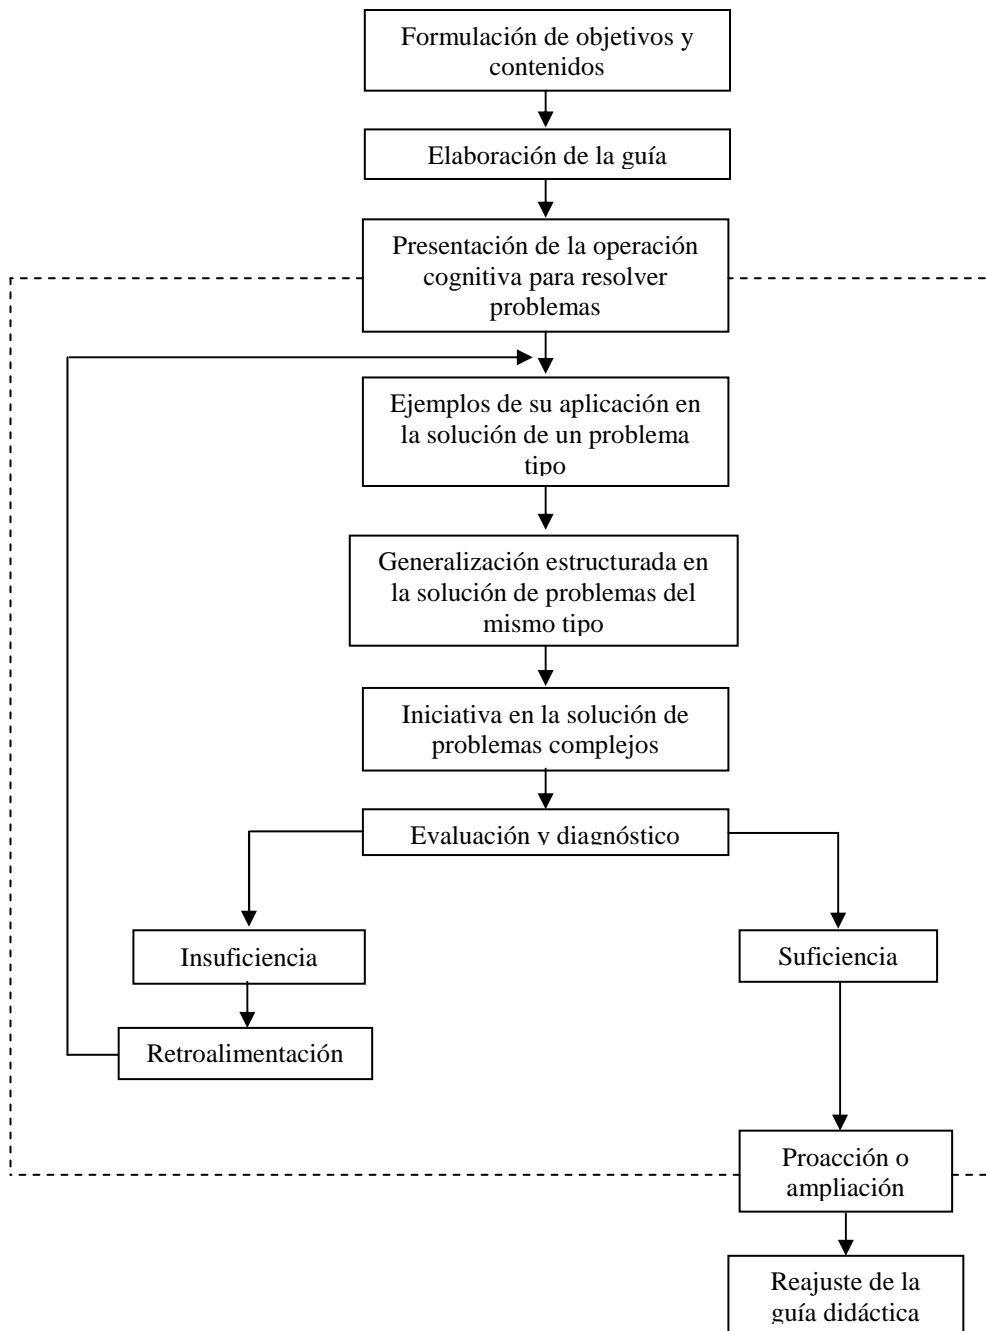 Formulación de objetivos y
contenidos
Elaboración de la guía
Presentación de la operación
cognitiva para resolver
problemas
Ejemplos de su aplicación en
la solución de un problema
tipo
Generalización estructurada en
la solución de problemas del
mismo tipo
Iniciativa en la solución de
problemas complejos
Evaluación y diagnóstico
Insuficiencia
Suficiencia
Retroalimentación
Proacción o
ampliación
Reajuste de la
guía didáctica